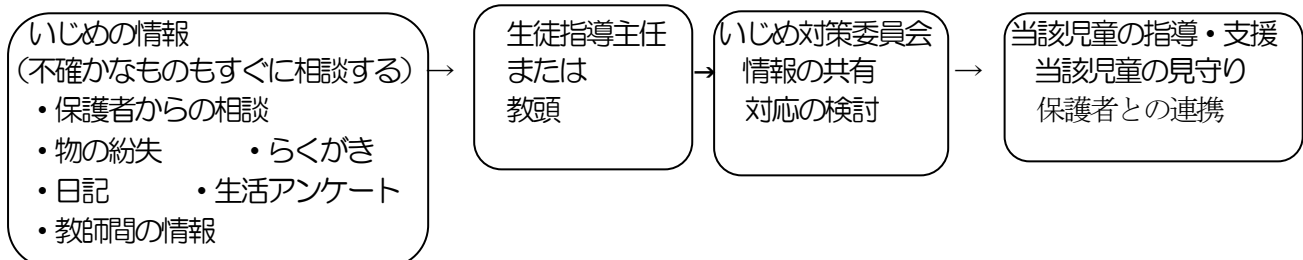 いじめの情報
（不確かなものもすぐに相談する）
・保護者からの相談
・物の紛失　・らくがき
・日記　・生活アンケート
・教師間の情報
→
生徒指導主任
または
教頭
→
いじめ対策委員会
情報の共有
対応の検討
→
当該児童の指導・支援
当該児童の見守り
保護者との連携